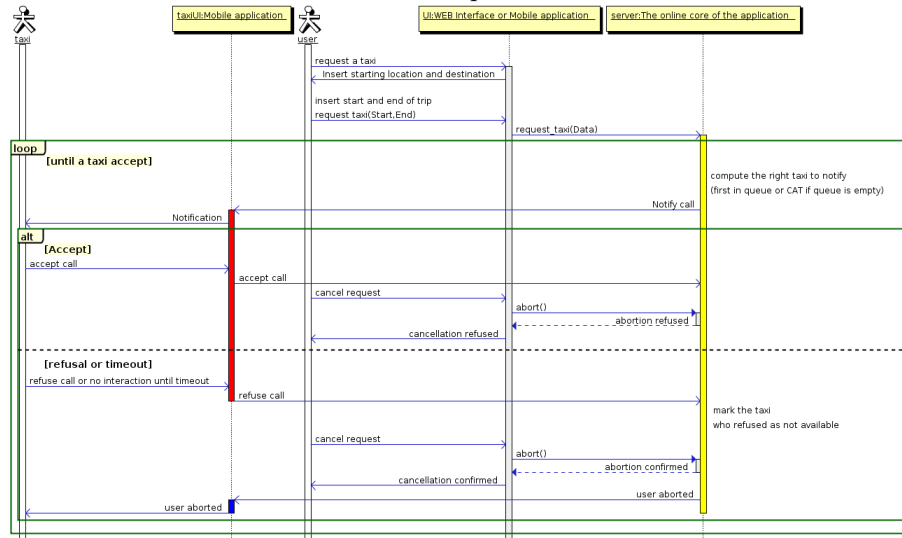 taxiUI:Mobile application
UI:WEB Interface or Mobile application
server:The online core of the application
taxi
user
request a taxi
Insert starting location and destination
insert start and end of trip
request taxi(Start,End)
request_taxi(Data)
loop
[until a taxi accept]
compute the right taxi to notify
(first in queue or CAT if queue is empty)
Notify call
Notification
alt
[Accept]
accept call
accept call
cancel request
abort()
abortion refused
cancellation refused
[refusal or timeout]
refuse call or no interaction until timeout
refuse call
mark the taxi
who refused as not available
cancel request
abort()
abortion confirmed
cancellation confirmed
user aborted
user aborted